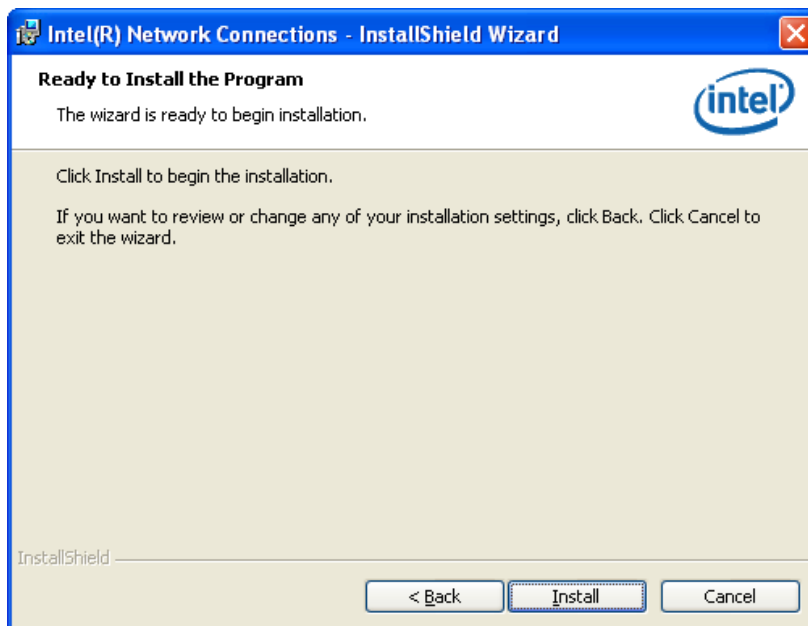 Intel(R) Network Connections - InstallShield Wizard
Ready to Install the Program
The wizard is ready to begin installation.
intel
Click Install to begin the installation.
If you want to review or change any of your installation settings, click Back. Click Cancel to
exit the wizard.
InstallShield
< Back
Install
Cancel